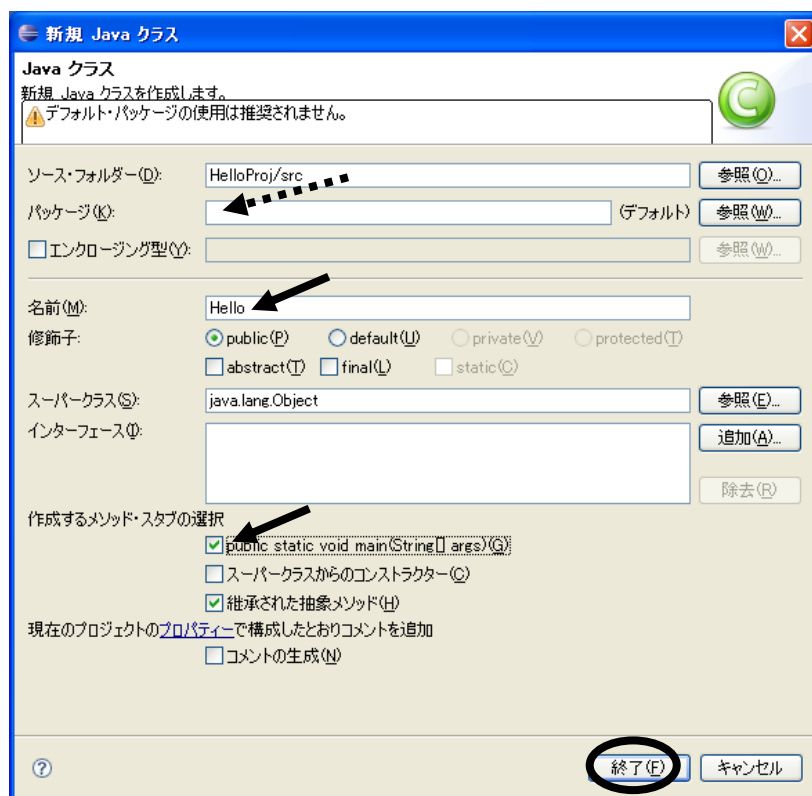 新規 Java クラス
Java クラス
新規 Java クラスを作成します。
デフォルト・パッケージの使用は推奨されません。
ソース・フォルダー(D): HelloProj/src 参照(O)...
パッケージ(K): (デフォルト) 参照(W)...
エンクロージング型(Y): 参照(W)...
名前(M): Hello
修飾子: public(P) default(U) private(V) protected(T)
abstract(T) final(L) static(C)
スーパークラス(S): java.lang.Object 参照(E)...
インターフェース(I): 追加(A)...
除去(R)
作成するメソッド・スタブの選択
public static void main(String[] args)(G)
スーパークラスからのコンストラクター(C)
継承された抽象メソッド(H)
現在のプロジェクトのプロパティーで構成したとおりコメントを追加
コメントの生成(N)
終了(F) キャンセル